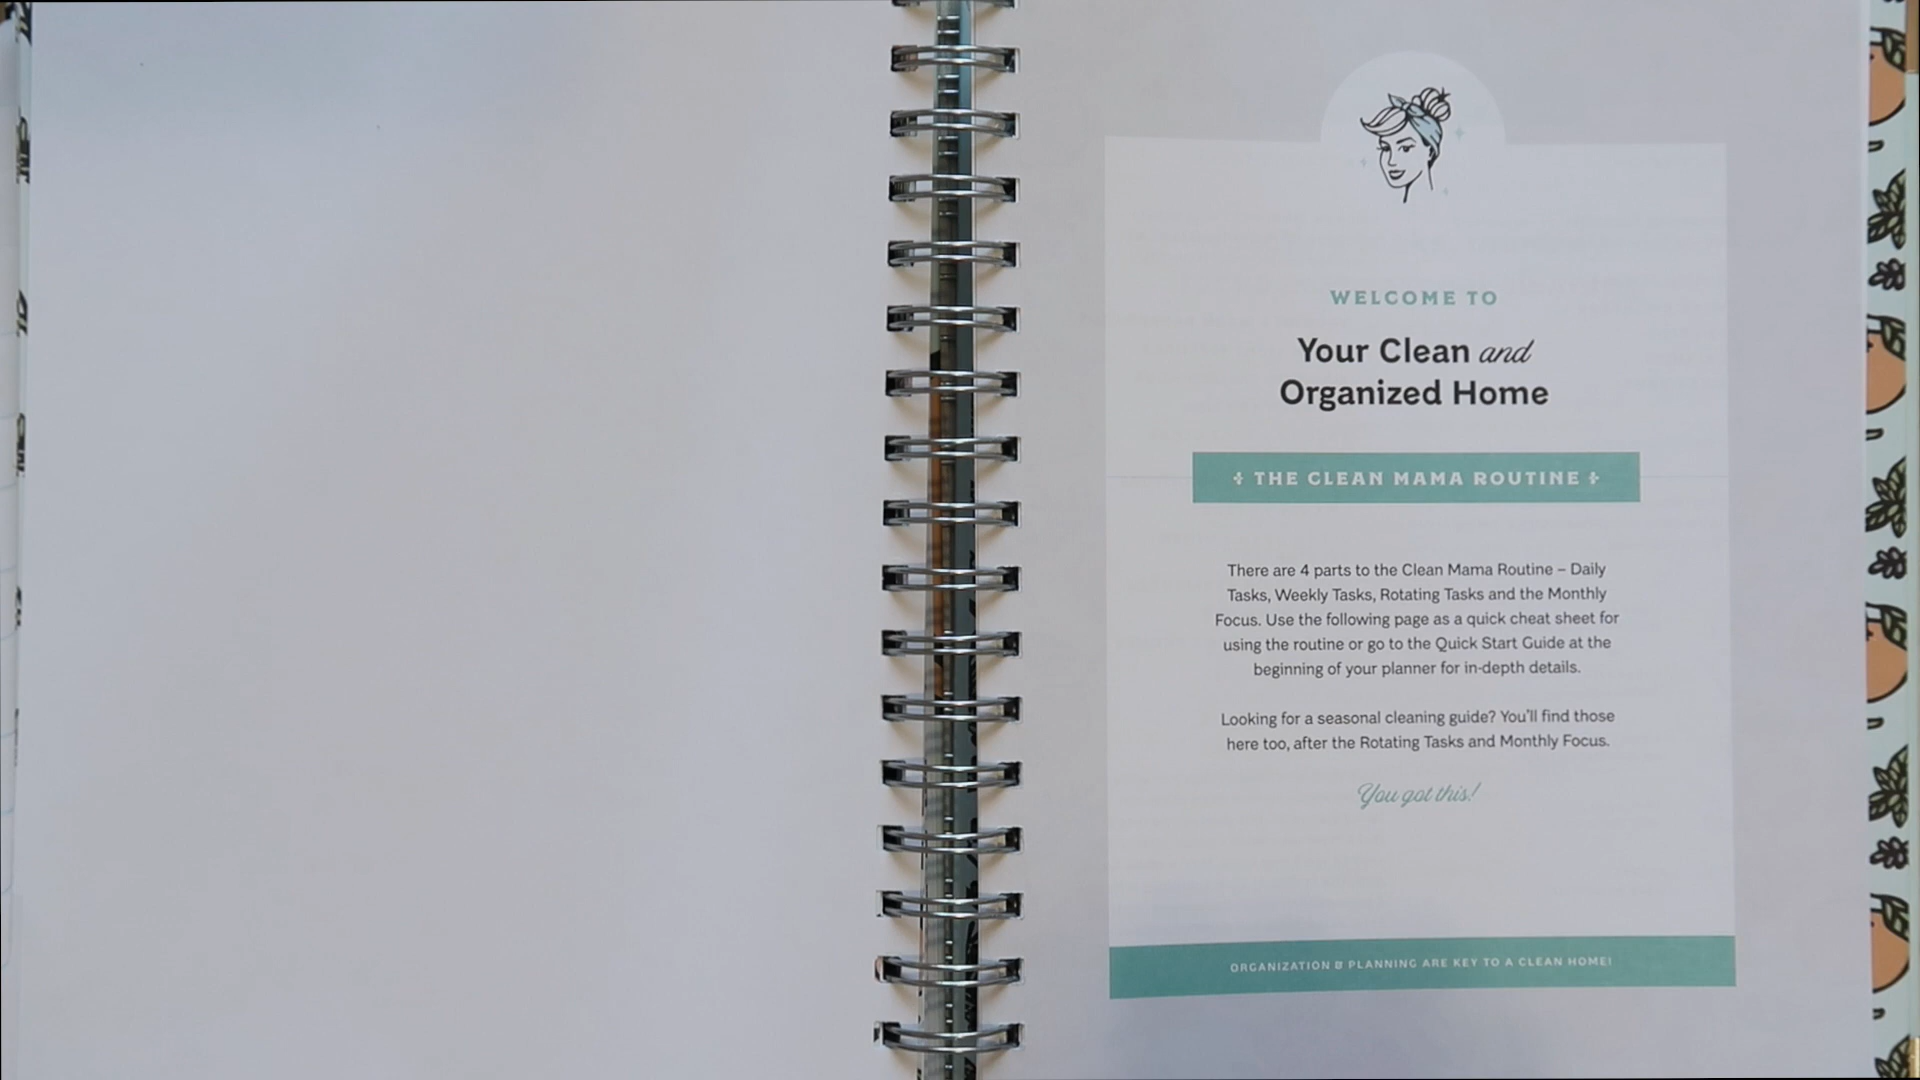 WELCOME TO
Your Clean and
Organized Home
THE CLEAN MAMA ROUTINE
There are 4 parts to the Clean Mama Routine – Daily
Tasks, Weekly Tasks, Rotating Tasks and the Monthly
Focus. Use the following page as a quick cheat sheet for
using the routine or go to the Quick Start Guide at the
beginning of your planner for in-depth details.
Looking for a seasonal cleaning guide? You'll find those
here too, after the Rotating Tasks and Monthly Focus.
You got this!
ORGANIZATION & PLANNING ARE KEY TO A CLEAN HOME!